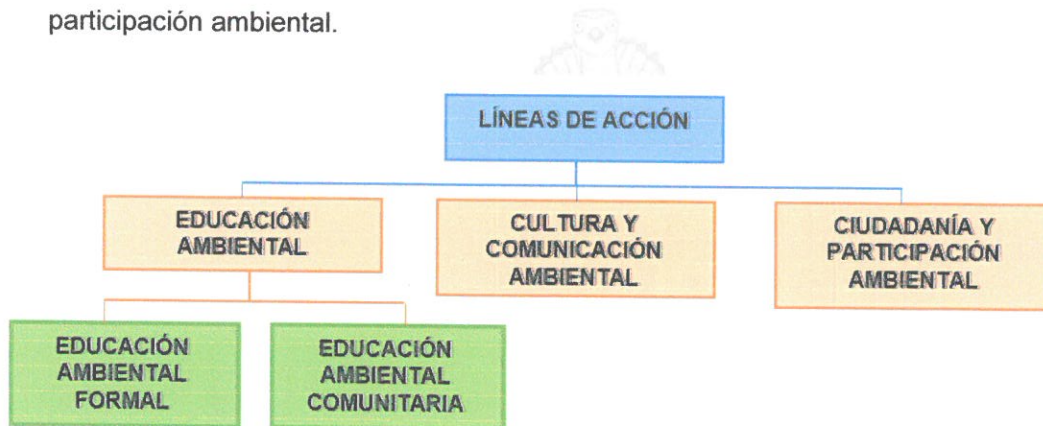 participación ambiental.
LÍNEAS DE ACCIÓN
EDUCACIÓN
AMBIENTAL
CULTURA Y
COMUNICACIÓN
AMBIENTAL
CIUDADANÍA Y
PARTICIPACIÓN
AMBIENTAL
EDUCACIÓN
AMBIENTAL
FORMAL
EDUCACIÓN
AMBIENTAL
COMUNITARIA